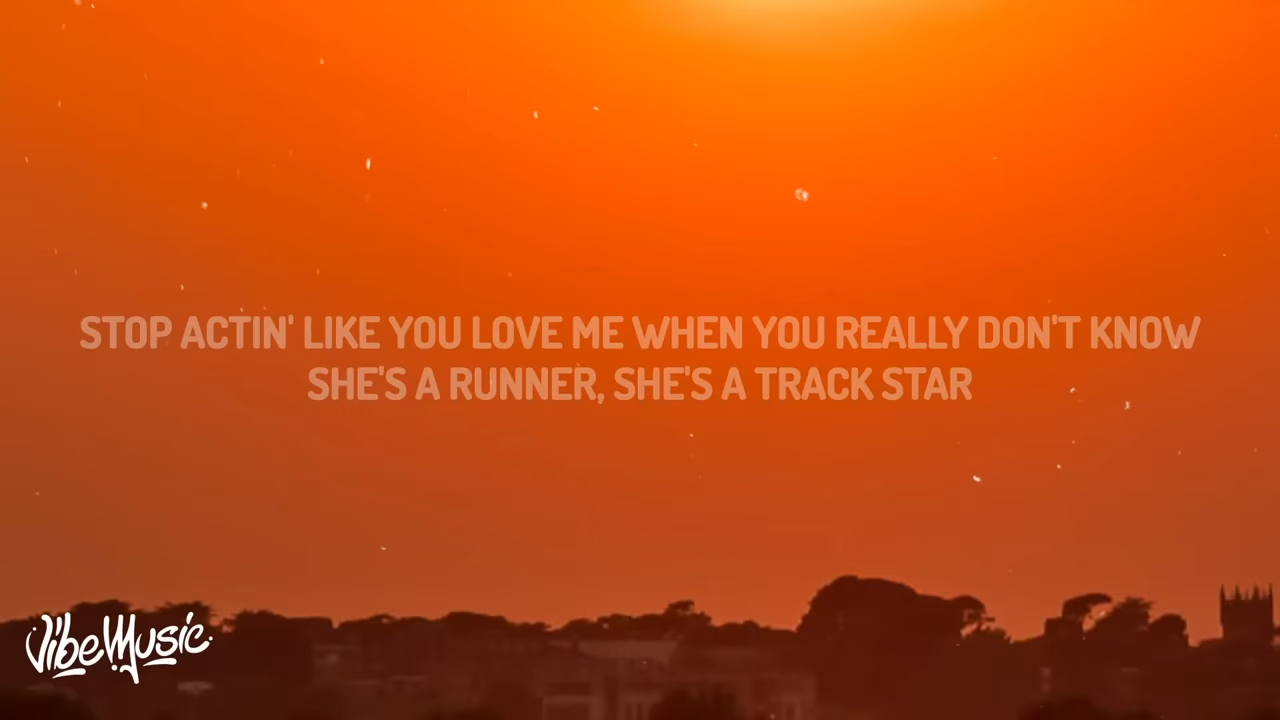 STOP ACTIN' LIKE YOU LOVE ME WHEN YOU REALLY DON'T KNOW
SHE'S A RUNNER, SHE'S A TRACK STAR
VibeMusic